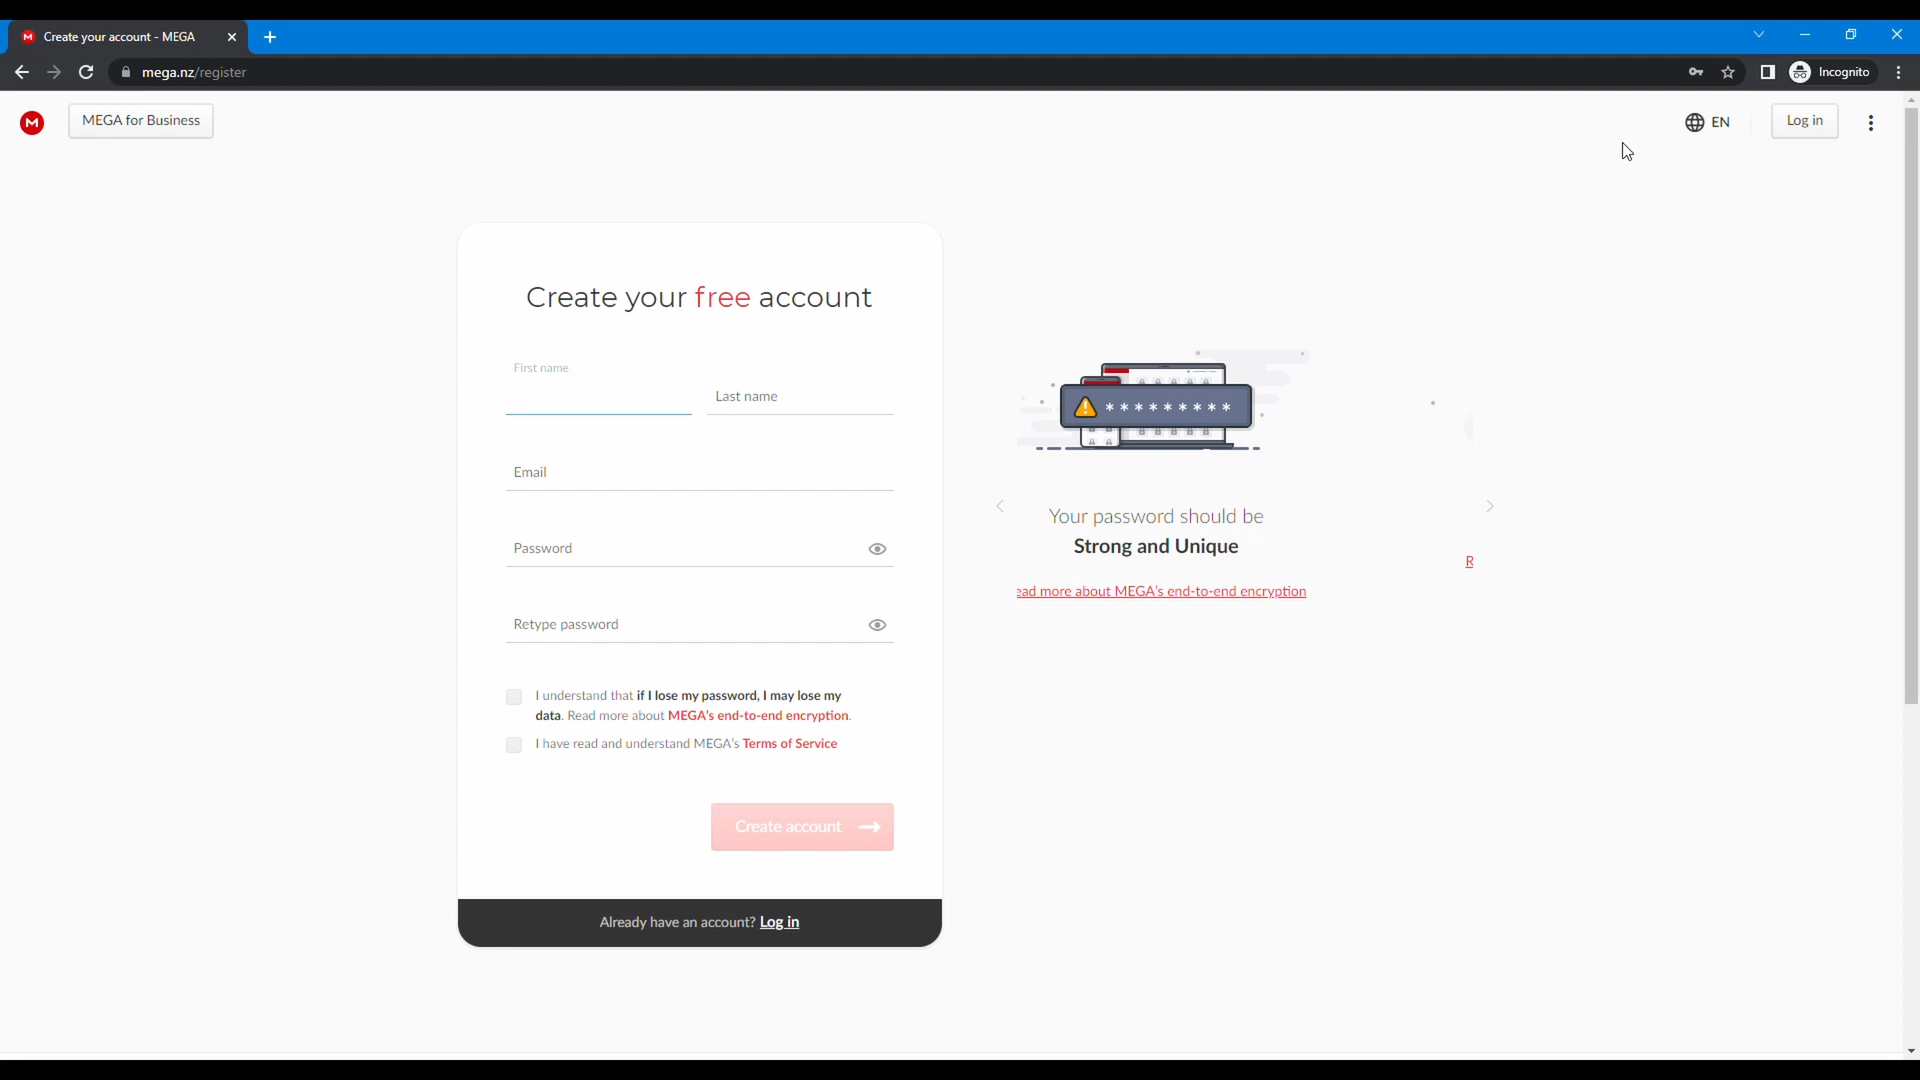 Create your account - MEGA
mega.nz/register
Incognito
M
MEGA for Business
EN
Log in
Create your free account
First name
Last name
Email
Password
Retype password
I understand that if I lose my password, I may lose my
data. Read more about MEGA's end-to-end encryption.
I have read and understand MEGA's Terms of Service
Create account
Already have an account? Log in
* * * * * * * * *
Your password should be
Strong and Unique
ead more about MEGA's end-to-end encryption
R